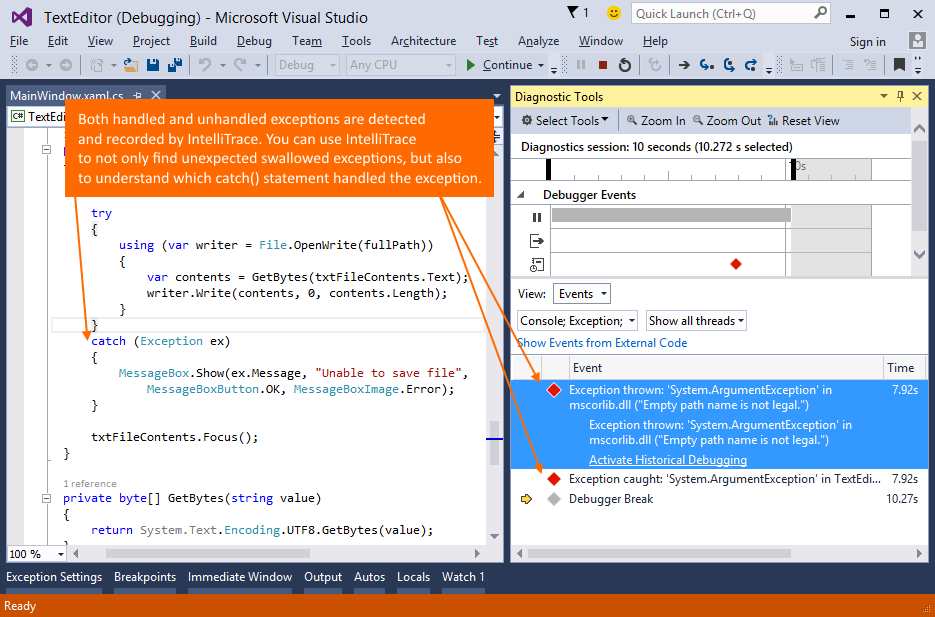 TextEditor (Debugging) - Microsoft Visual Studio
1
Quick Launch (Ctrl+Q)
File Edit View Project Build Debug Team Tools Architecture Test Analyze Window Help
Sign in
Debug Any CPU Continue
MainWindow.xaml.cs
C# TextEdi
Both handled and unhandled exceptions are detected
and recorded by IntelliTrace. You can use IntelliTrace
to not only find unexpected swallowed exceptions, but also
to understand which catch() statement handled the exception.
try
{
using (var writer = File.OpenWrite(fullPath))
{
var contents = GetBytes(txtFileContents.Text);
writer.Write(contents, 0, contents.Length);
}
}
catch (Exception ex)
{
MessageBox.Show(ex.Message, "Unable to save file",
MessageBoxButton.OK, MessageBoxImage.Error);
}
txtFileContents.Focus();
}
1 reference
private byte[] GetBytes(string value)
{
return System.Text.Encoding.UTF8.GetBytes(value);
100 %
Diagnostic Tools
Select Tools Zoom In Zoom Out Reset View
Diagnostics session: 10 seconds (10.272 s selected)
10s
Debugger Events
View: Events
Console; Exception; Show all threads
Show Events from External Code
Event Time
Exception thrown: 'System.ArgumentException' in 7.92s
mscorlib.dll ("Empty path name is not legal.")
Exception thrown: 'System.ArgumentException' in
mscorlib.dll ("Empty path name is not legal.")
Activate Historical Debugging
Exception caught: 'System.ArgumentException' in TextEdi... 7.92s
Debugger Break 10.27s
Exception Settings Breakpoints Immediate Window Output Autos Locals Watch 1
Ready